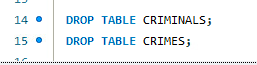 14 DROP TABLE CRIMINALS;
15 DROP TABLE CRIMES;